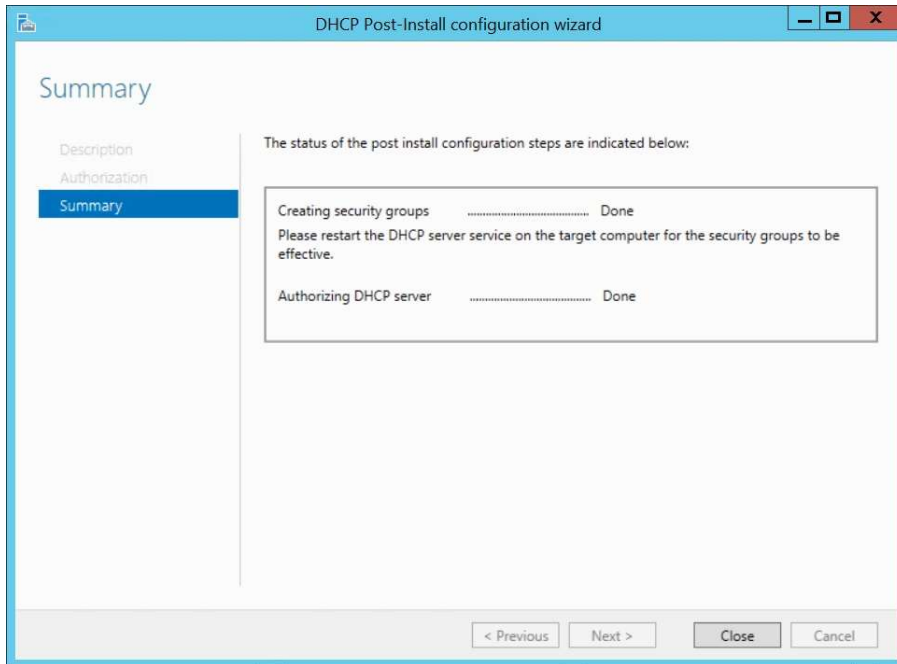 DHCP Post-Install configuration wizard
Summary
Description
Authorization
Summary
The status of the post install configuration steps are indicated below:
Creating security groups ........................................ Done
Please restart the DHCP server service on the target computer for the security groups to be
effective.
Authorizing DHCP server ........................................ Done
< Previous Next > Close Cancel